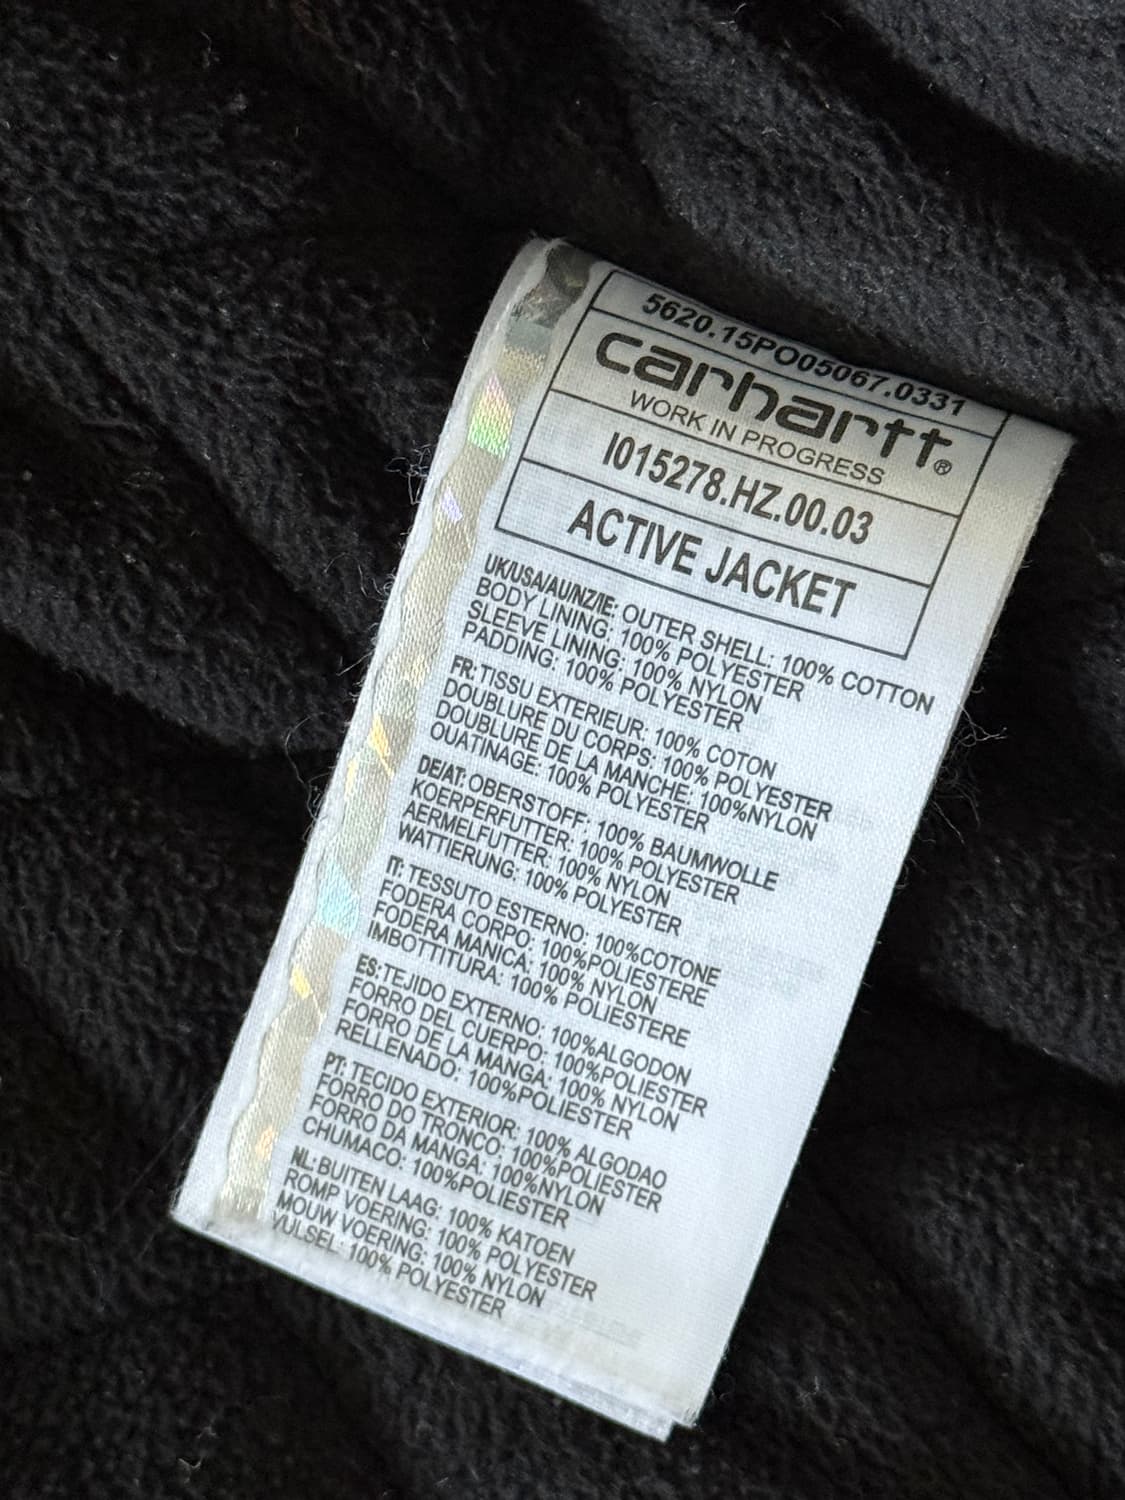 5620.15PO05067.0331
carhartt®
WORK IN PROGRESS
I015278.HZ.00.03
ACTIVE JACKET
UK/USA/AU/NZ/IE: OUTER SHELL: 100% COTTON
BODY LINING: 100% POLYESTER
SLEEVE LINING: 100% NYLON
PADDING: 100% POLYESTER
FR: TISSU EXTERIEUR: 100% COTON
DOUBLURE DU CORPS: 100% POLYESTER
DOUBLURE DE LA MANCHE: 100%NYLON
OUATINAGE: 100% POLYESTER
DE/AT: OBERSTOFF: 100% BAUMWOLLE
KOERPERFUTTER: 100% POLYESTER
AERMELFUTTER: 100% NYLON
WATTIERUNG: 100% POLYESTER
IT: TESSUTO ESTERNO: 100%COTONE
FODERA CORPO: 100%POLIESTERE
FODERA MANICA: 100% NYLON
IMBOTTITURA: 100% POLIESTERE
ES: TEJIDO EXTERNO: 100%ALGODON
FORRO DEL CUERPO: 100%POLIESTER
FORRO DE LA MANGA: 100% NYLON
RELLENADO: 100%POLIESTER
PT: TECIDO EXTERIOR: 100% ALGODAO
FORRO DO TRONCO: 100%POLIESTER
FORRO DA MANGA: 100%NYLON
CHUMACO: 100%POLIESTER
NL: BUITEN LAAG: 100% KATOEN
ROMP VOERING: 100% POLYESTER
MOUW VOERING: 100% NYLON
VULSEL: 100% POLYESTER